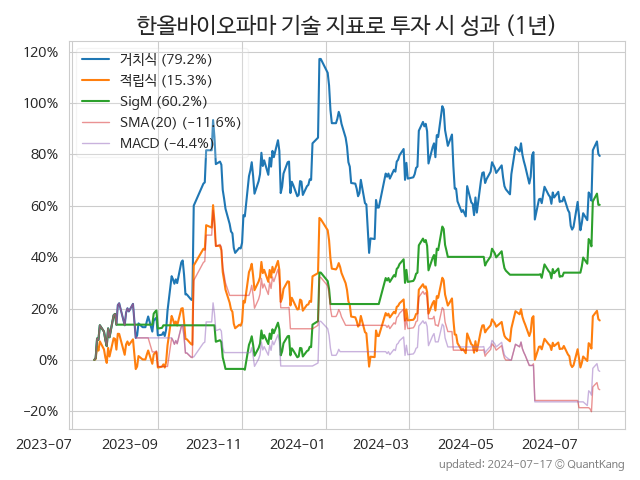 한올바이오파마 기술 지표로 투자 시 성과 (1년)
120%
100%
80%
60%
40%
20%
0%
−20%
거치식 (79.2%)
적립식 (15.3%)
SigM (60.2%)
SMA(20) (−11.6%)
MACD (−4.4%)
2023-07 2023-09 2023-11 2024-01 2024-03 2024-05 2024-07
updated: 2024-07-17 © QuantKang